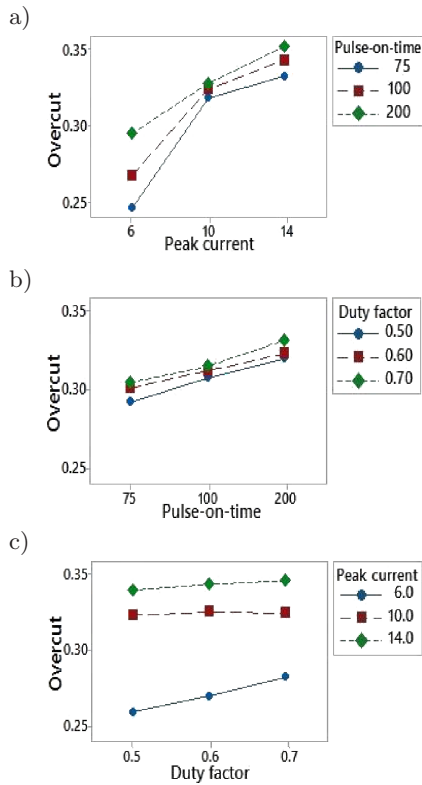 a)
0.35
0.30
0.25
Overcut
6 10 14
Peak current
Pulse-on-time
75
100
200
b)
0.35
0.30
0.25
Overcut
75 100 200
Pulse-on-time
Duty factor
0.50
0.60
0.70
c)
0.35
0.30
0.25
Overcut
0.5 0.6 0.7
Duty factor
Peak current
6.0
10.0
14.0